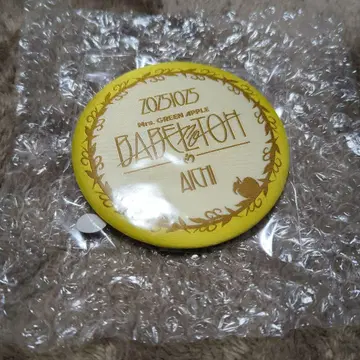 20251025
Mrs. GREEN APPLE
BABEL no TOH
AICHI